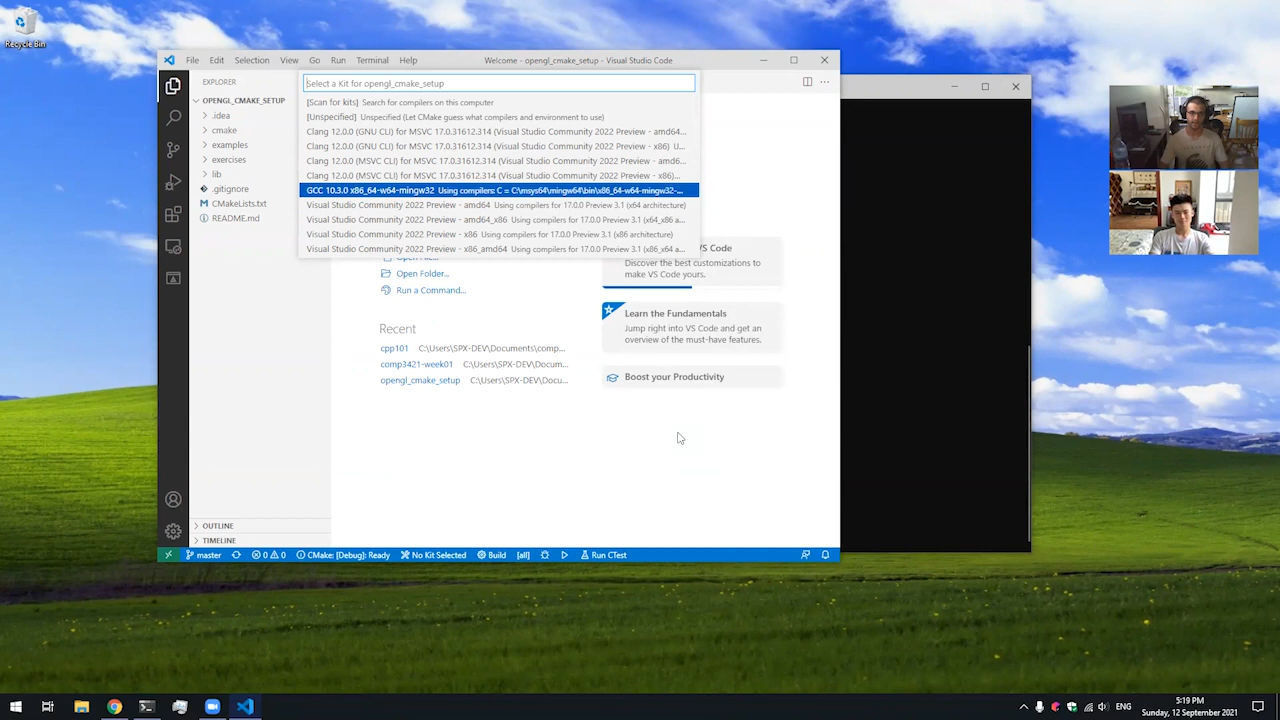 Recycle Bin
File Edit Selection View Go Run Terminal Help
Welcome - opengl_cmake_setup - Visual Studio Code
EXPLORER
OPENGL_CMAKE_SETUP
.idea
cmake
examples
exercises
lib
.gitignore
CMakeLists.txt
README.md
OUTLINE
TIMELINE
Select a Kit for opengl_cmake_setup
[Scan for kits] Search for compilers on this computer
[Unspecified] Unspecified (Let CMake guess what compilers and environment to use)
Clang 12.0.0 (GNU CLI) for MSVC 17.0.31612.314 (Visual Studio Community 2022 Preview - amd64...
Clang 12.0.0 (GNU CLI) for MSVC 17.0.31612.314 (Visual Studio Community 2022 Preview - x86) U...
Clang 12.0.0 (MSVC CLI) for MSVC 17.0.31612.314 (Visual Studio Community 2022 Preview - amd6...
Clang 12.0.0 (MSVC CLI) for MSVC 17.0.31612.314 (Visual Studio Community 2022 Preview - x86)...
GCC 10.3.0 x86_64-w64-mingw32 Using compilers: C = C:\msys64\mingw64\bin\x86_64-w64-mingw32-...
Visual Studio Community 2022 Preview - amd64 Using compilers for 17.0.0 Preview 3.1 (x64 architecture)
Visual Studio Community 2022 Preview - amd64_x86 Using compilers for 17.0.0 Preview 3.1 (x64_x86 a...
Visual Studio Community 2022 Preview - x86 Using compilers for 17.0.0 Preview 3.1 (x86 architecture)
Visual Studio Community 2022 Preview - x86_amd64 Using compilers for 17.0.0 Preview 3.1 (x86_x64 a...
Open File...
Open Folder...
Run a Command...
Recent
cpp101 C:\Users\SPX-DEV\Documents\comp...
comp3421-week01 C:\Users\SPX-DEV\Docum...
opengl_cmake_setup C:\Users\SPX-DEV\Docu...
VS Code
Discover the best customizations to
make VS Code yours.
Learn the Fundamentals
Jump right into VS Code and get an
overview of the must-have features.
Boost your Productivity
master 0 0 CMake: [Debug]: Ready No Kit Selected Build [all] Run CTest
ENG
5:19 PM
Sunday, 12 September 2021